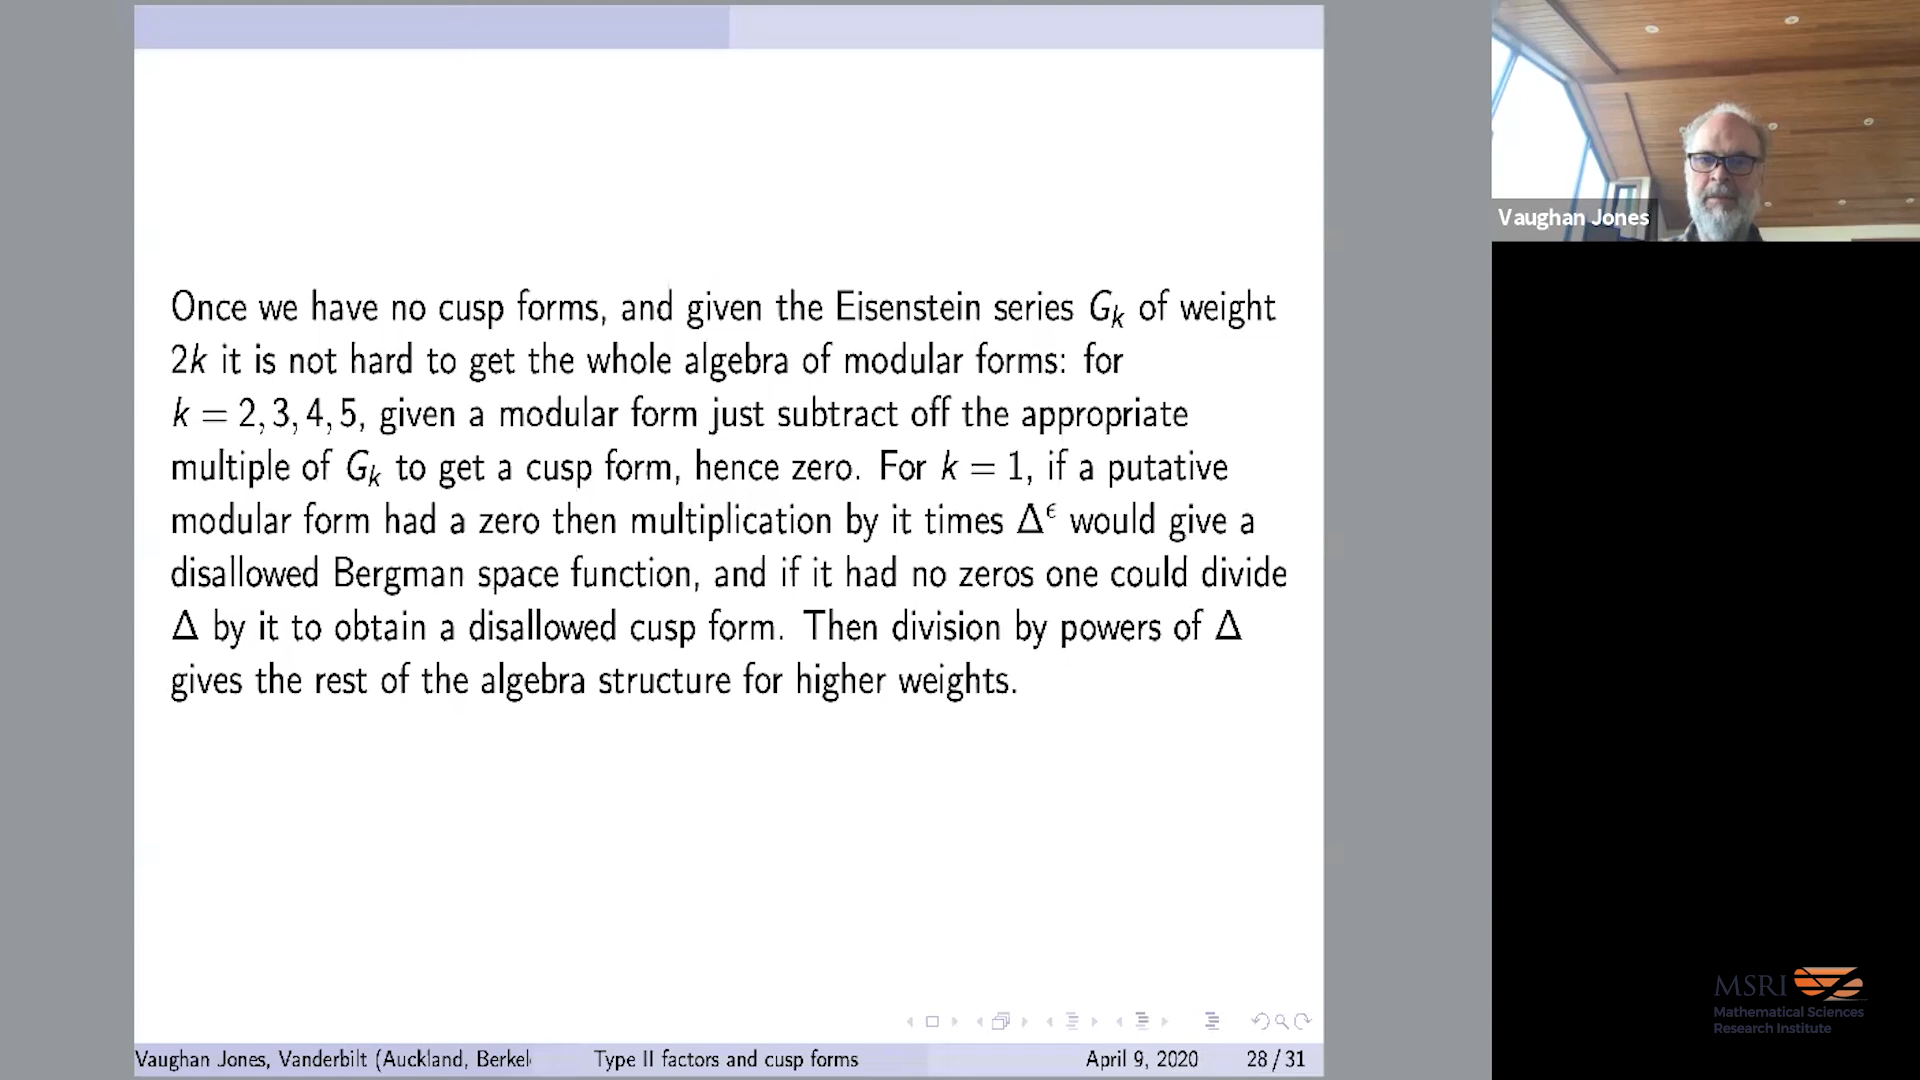 Once we have no cusp forms, and given the Eisenstein series G_k of weight
2k it is not hard to get the whole algebra of modular forms: for
k = 2, 3, 4, 5, given a modular form just subtract off the appropriate
multiple of G_k to get a cusp form, hence zero. For k = 1, if a putative
modular form had a zero then multiplication by it times Δ^ϵ would give a
disallowed Bergman space function, and if it had no zeros one could divide
Δ by it to obtain a disallowed cusp form. Then division by powers of Δ
gives the rest of the algebra structure for higher weights.
Vaughan Jones, Vanderbilt (Auckland, Berkel
Type II factors and cusp forms
April 9, 2020
28 / 31
Vaughan Jones
MSRI
Mathematical Sciences
Research Institute